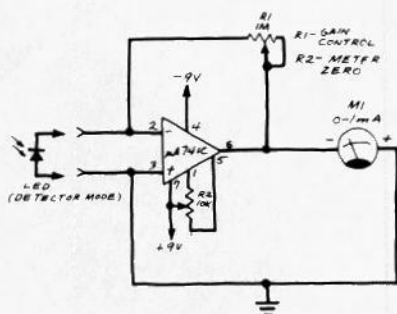 R1
1M
R1- GAIN
CONTROL
R2- METER
ZERO
-9V
M1
0-1mA
2
-
4
6
μA741C
-
+
3
+
7
1
5
R2
10K
LED
(DETECTOR MODE)
+9V